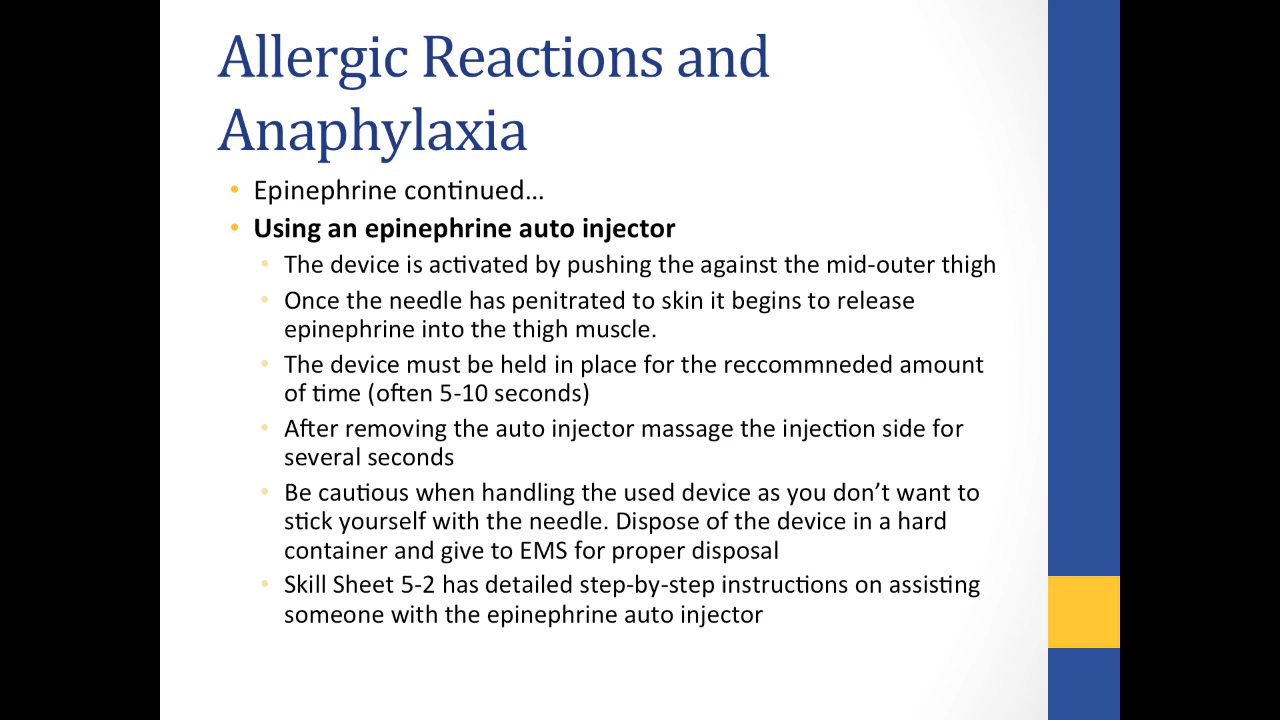 Allergic Reactions and
Anaphylaxia
• Epinephrine continued…
• Using an epinephrine auto injector
• The device is activated by pushing the against the mid-outer thigh
• Once the needle has penitrated to skin it begins to release
epinephrine into the thigh muscle.
• The device must be held in place for the reccommneded amount
of time (often 5-10 seconds)
• After removing the auto injector massage the injection side for
several seconds
• Be cautious when handling the used device as you don’t want to
stick yourself with the needle. Dispose of the device in a hard
container and give to EMS for proper disposal
• Skill Sheet 5-2 has detailed step-by-step instructions on assisting
someone with the epinephrine auto injector